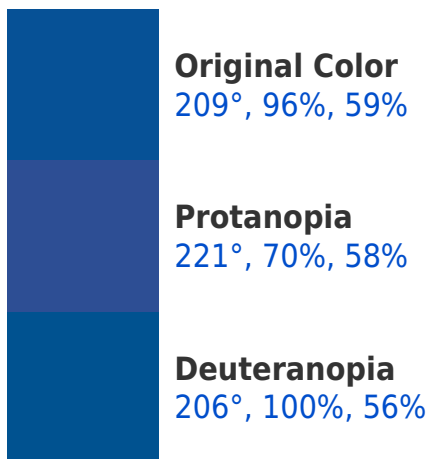 Original Color
209°, 96%, 59%
Protanopia
221°, 70%, 58%
Deuteranopia
206°, 100%, 56%